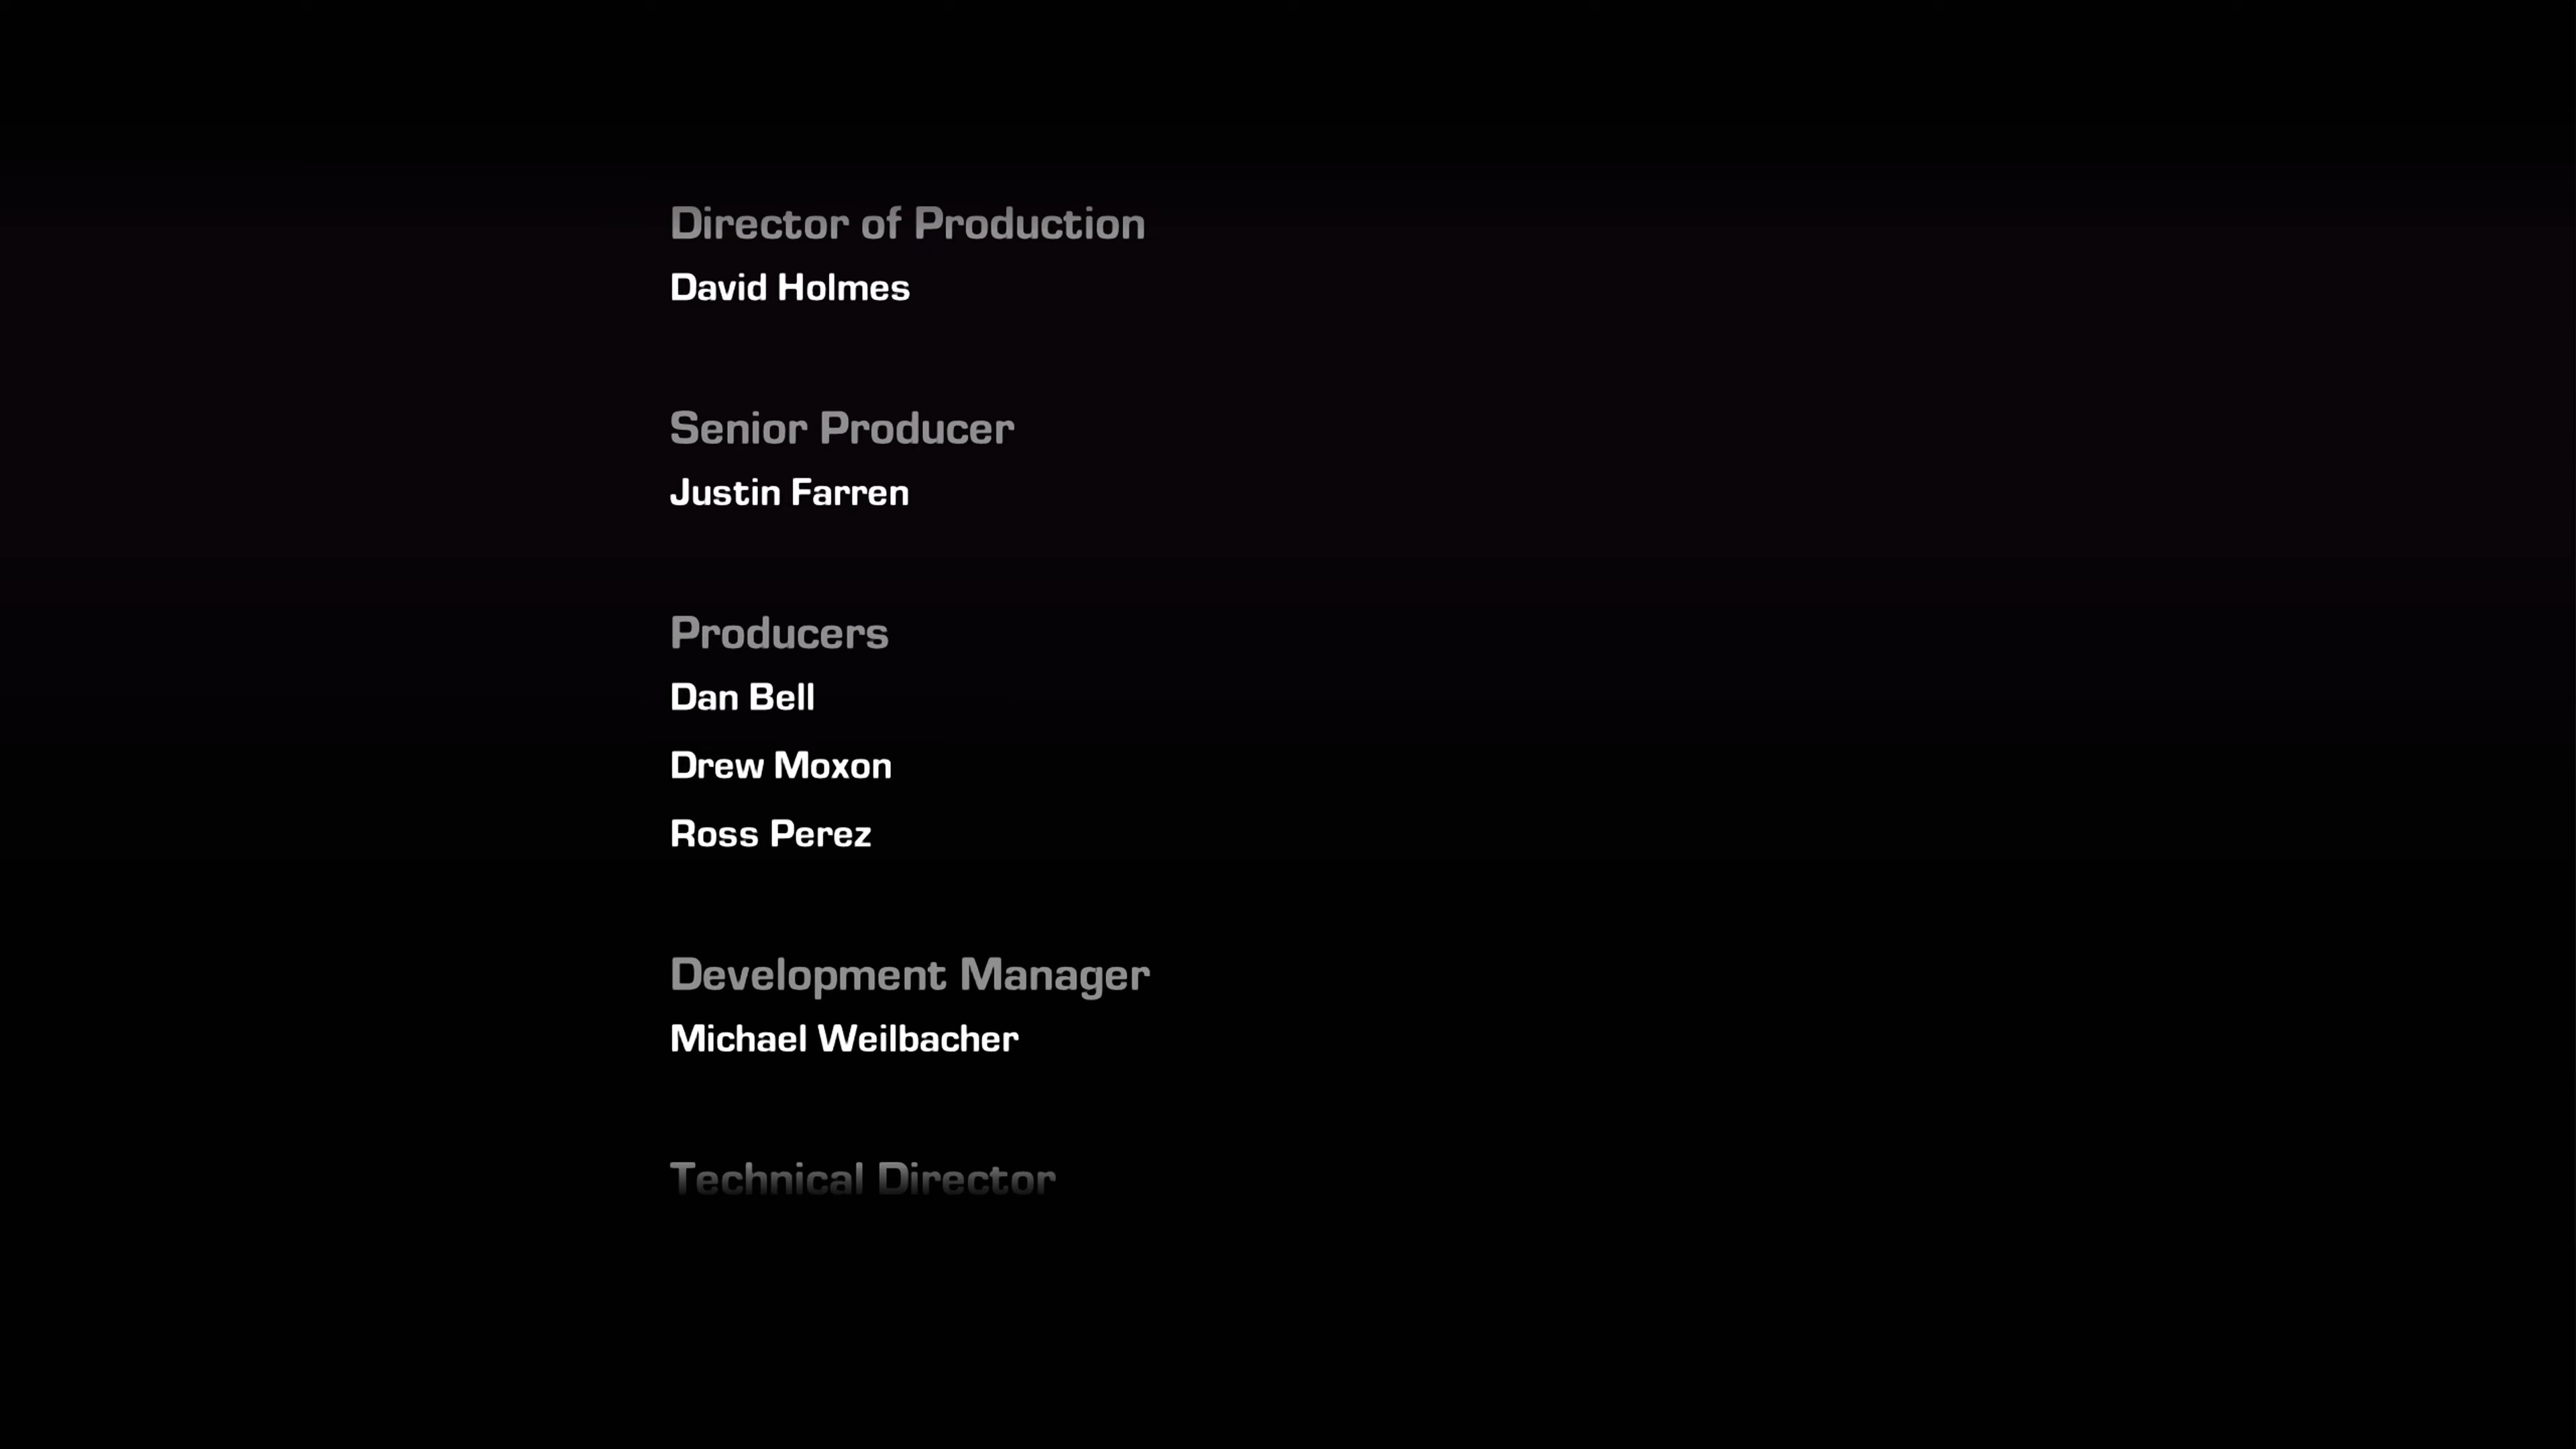 Director of Production
David Holmes
Senior Producer
Justin Farren
Producers
Dan Bell
Drew Moxon
Ross Perez
Development Manager
Michael Weilbacher
Technical Director